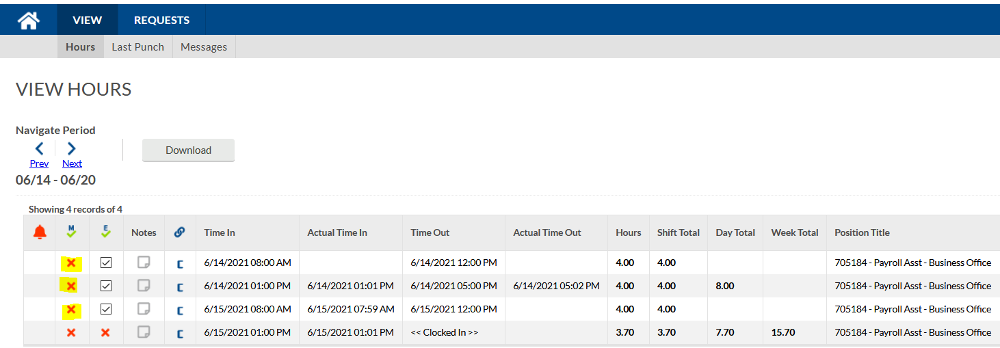 VIEW REQUESTS
Hours Last Punch Messages
VIEW HOURS
Navigate Period
Download
Prev Next
06/14 - 06/20
Showing 4 records of 4
M E Notes Time In Actual Time In Time Out Actual Time Out Hours Shift Total Day Total Week Total Position Title
C 6/14/2021 08:00 AM 6/14/2021 12:00 PM 4.00 4.00 705184 - Payroll Asst - Business Office
C 6/14/2021 01:00 PM 6/14/2021 01:01 PM 6/14/2021 05:00 PM 6/14/2021 05:02 PM 4.00 4.00 8.00 705184 - Payroll Asst - Business Office
C 6/15/2021 08:00 AM 6/15/2021 07:59 AM 6/15/2021 12:00 PM 4.00 4.00 705184 - Payroll Asst - Business Office
C 6/15/2021 01:00 PM 6/15/2021 01:01 PM << Clocked In >> 3.70 3.70 7.70 15.70 705184 - Payroll Asst - Business Office